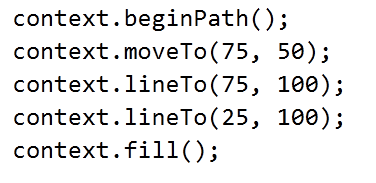 context.beginPath();
context.moveTo(75, 50);
context.lineTo(75, 100);
context.lineTo(25, 100);
context.fill();